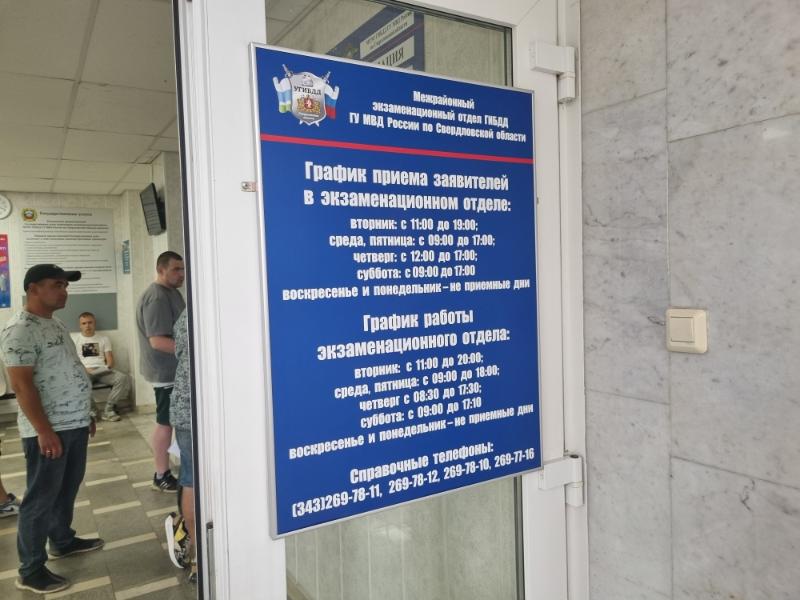 УГИБДД
Межрайонный
экзаменационный отдел ГИБДД
ГУ МВД России по Свердловской области
График приема заявителей
в экзаменационном отделе:
вторник: с 11:00 до 19:00;
среда, пятница: с 09:00 до 17:00;
четверг: с 12:00 до 17:00;
суббота: с 09:00 до 17:00
воскресенье и понедельник – не приемные дни
График работы
экзаменационного отдела:
вторник: с 11:00 до 20:00;
среда, пятница: с 09:00 до 18:00;
четверг с 08:30 до 17:30;
суббота: с 09:00 до 17:10
воскресенье и понедельник – не приемные дни
Справочные телефоны:
(343)269-78-11, 269-78-12, 269-78-10, 269-77-16
Государственные услуги